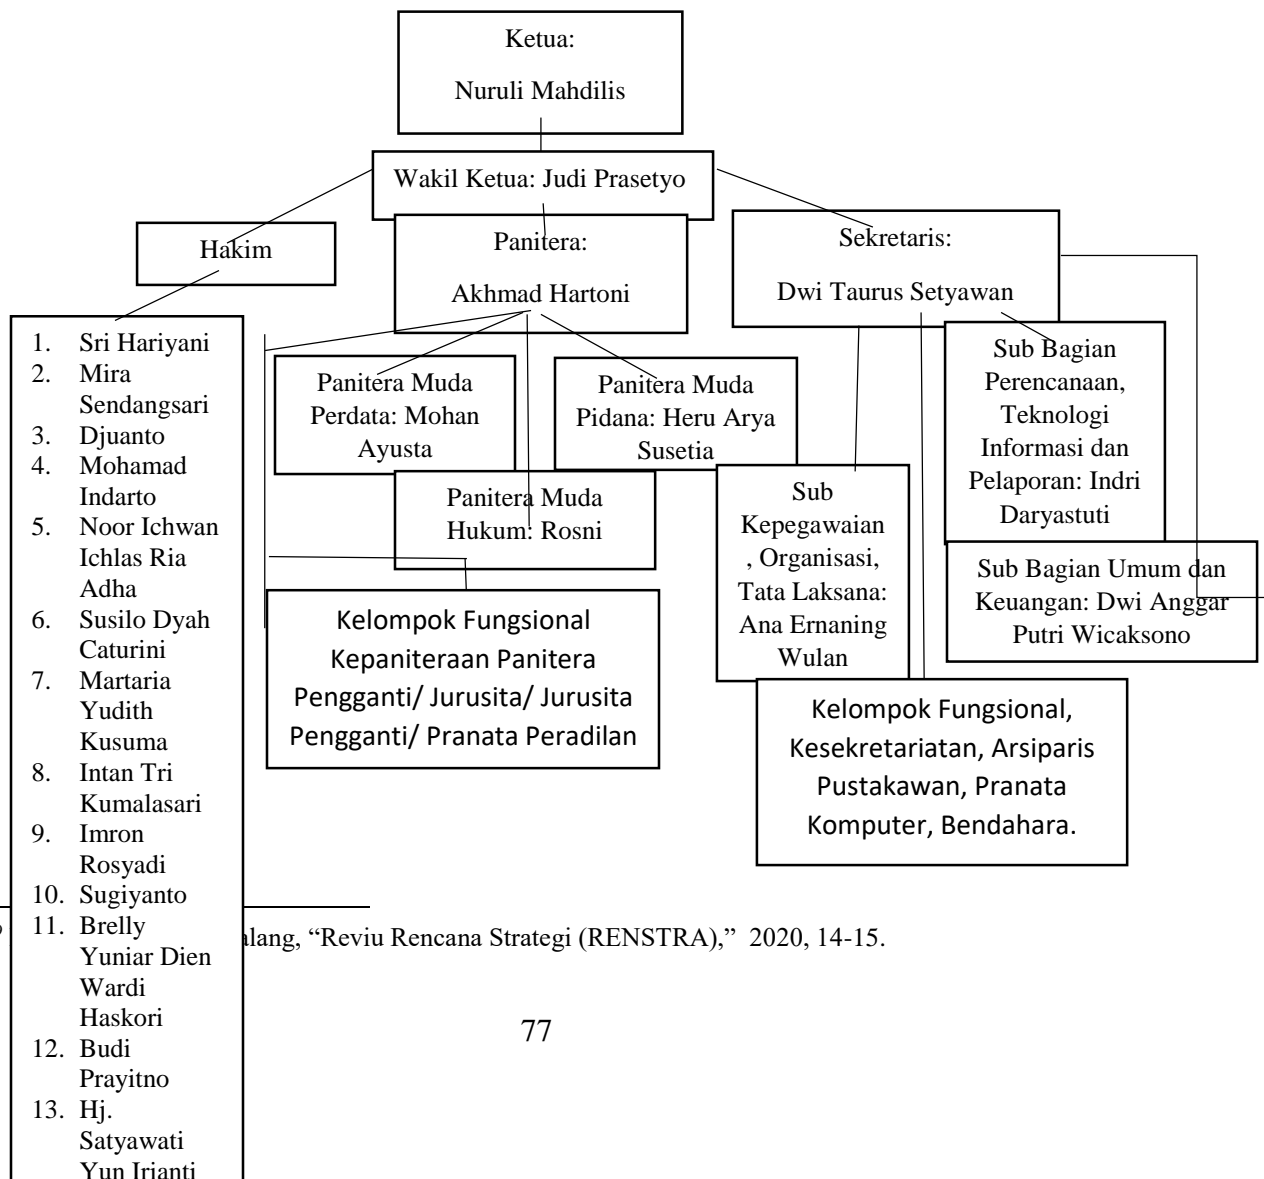 Ketua:
Nuruli Mahdilis
Wakil Ketua: Judi Prasetyo
Hakim
Panitera:
Akhmad Hartoni
Sekretaris:
Dwi Taurus Setyawan
1. Sri Hariyani
2. Mira
Sendangsari
3. Djuanto
4. Mohamad
Indarto
5. Noor Ichwan
Ichlas Ria
Adha
6. Susilo Dyah
Caturini
7. Martaria
Yudith
Kusuma
8. Intan Tri
Kumalasari
9. Imron
Rosyadi
10. Sugiyanto
11. Brelly
Yuniar Dien
Wardi
Haskori
12. Budi
Prayitno
13. Hj.
Satyawati
Yun Irianti
Panitera Muda
Perdata: Mohan
Ayusta
Panitera Muda
Pidana: Heru Arya
Susetia
Panitera Muda
Hukum: Rosni
Kelompok Fungsional
Kepaniteraan Panitera
Pengganti/ Jurusita/ Jurusita
Pengganti/ Pranata Peradilan
Sub
Kepegawaian
, Organisasi,
Tata Laksana:
Ana Ernaning
Wulan
Sub Bagian
Perencanaan,
Teknologi
Informasi dan
Pelaporan: Indri
Daryastuti
Sub Bagian Umum dan
Keuangan: Dwi Anggar
Putri Wicaksono
Kelompok Fungsional,
Kesekretariatan, Arsiparis
Pustakawan, Pranata
Komputer, Bendahara.
alang, “Reviu Rencana Strategi (RENSTRA),” 2020, 14-15.
77